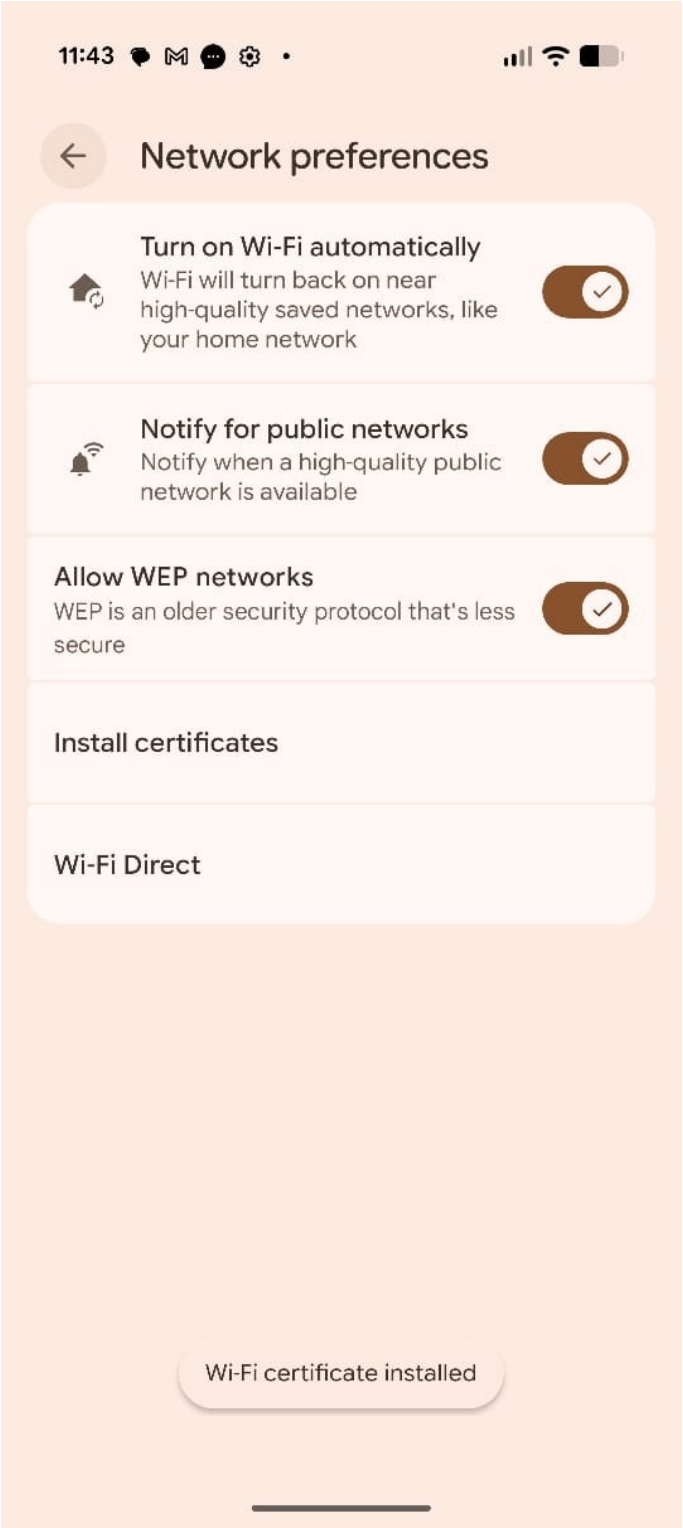 11:43
Network preferences
Turn on Wi-Fi automatically
Wi-Fi will turn back on near
high-quality saved networks, like
your home network
Notify for public networks
Notify when a high-quality public
network is available
Allow WEP networks
WEP is an older security protocol that's less
secure
Install certificates
Wi-Fi Direct
Wi-Fi certificate installed